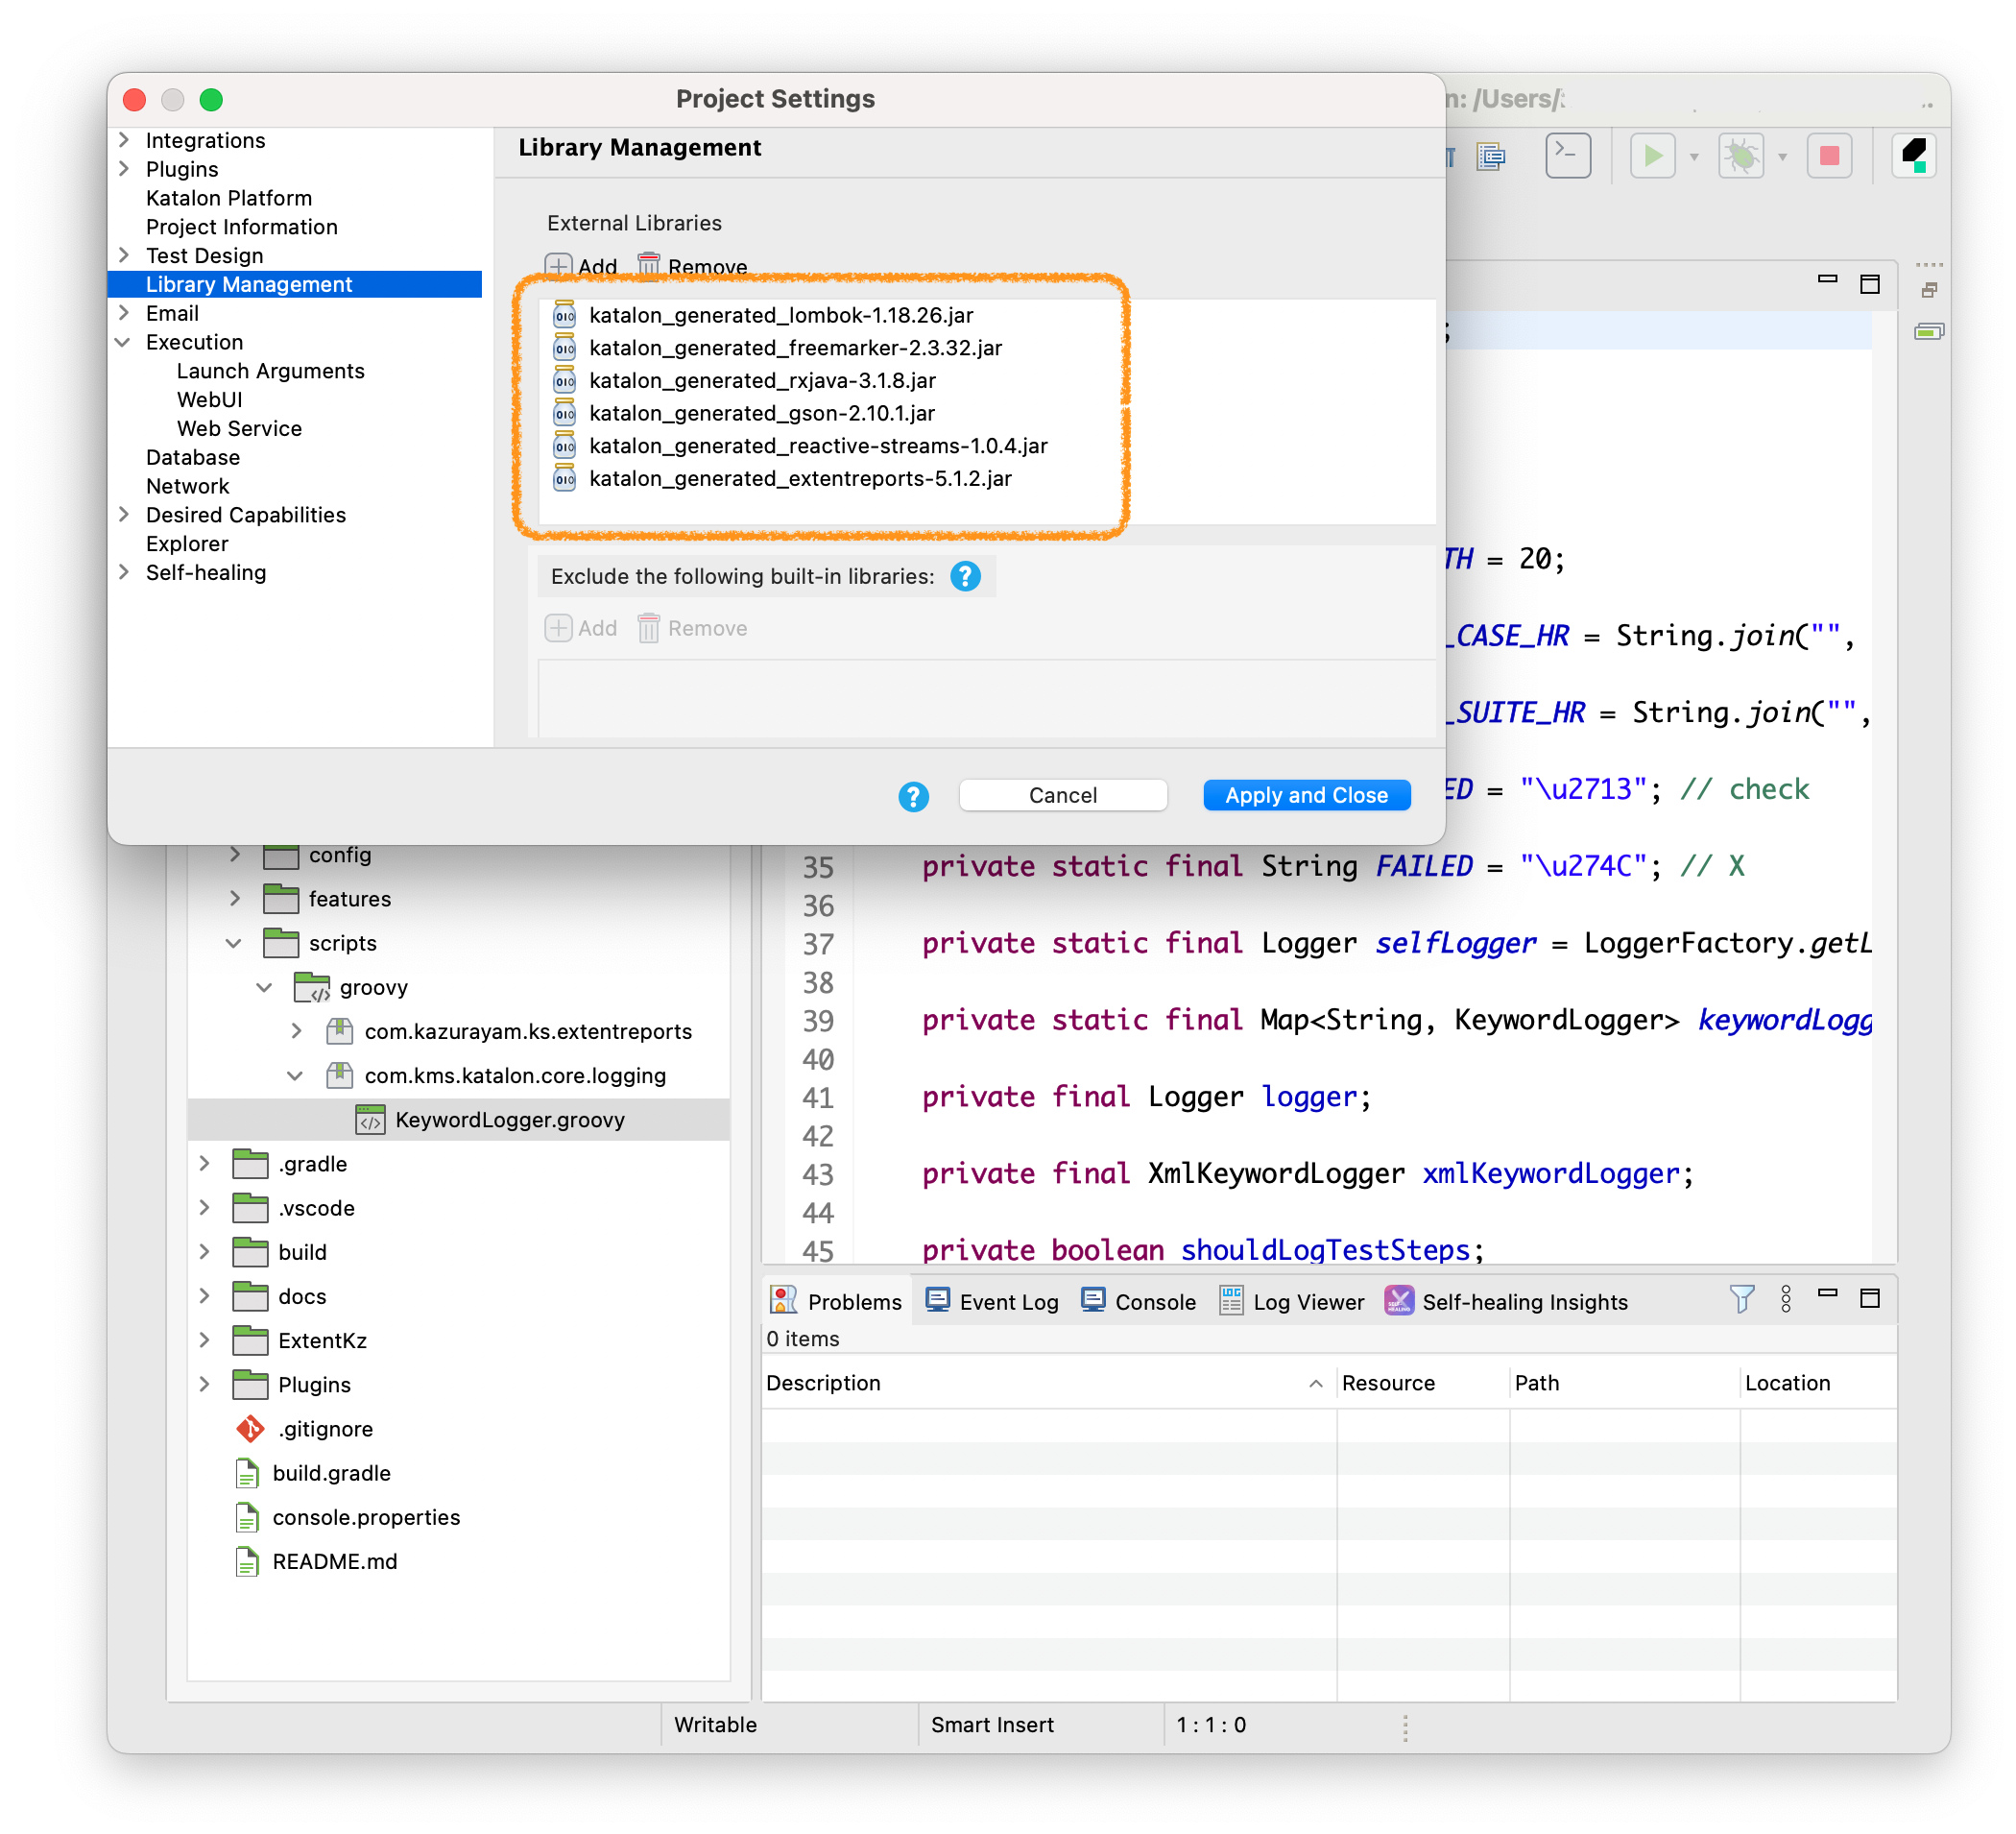 Project Settings
n: /Users/
Integrations
Plugins
Katalon Platform
Project Information
Test Design
Library Management
Email
Execution
Launch Arguments
WebUI
Web Service
Database
Network
Desired Capabilities
Explorer
Self-healing
Library Management
External Libraries
Add Remove
katalon_generated_lombok-1.18.26.jar
katalon_generated_freemarker-2.3.32.jar
katalon_generated_rxjava-3.1.8.jar
katalon_generated_gson-2.10.1.jar
katalon_generated_reactive-streams-1.0.4.jar
katalon_generated_extentreports-5.1.2.jar
Exclude the following built-in libraries: ?
Add Remove
? Cancel Apply and Close
;
TH = 20;
_CASE_HR = String.join("",
_SUITE_HR = String.join("",
ED = "\u2713"; // check
35 private static final String FAILED = "\u274C"; // X
36
37 private static final Logger selfLogger = LoggerFactory.getL
38
39 private static final Map<String, KeywordLogger> keywordLogg
40
41 private final Logger logger;
42
43 private final XmlKeywordLogger xmlKeywordLogger;
44
45 private boolean shouldLogTestSteps;
config
features
scripts
groovy
com.kazurayam.ks.extentreports
com.kms.katalon.core.logging
KeywordLogger.groovy
.gradle
.vscode
build
docs
ExtentKz
Plugins
.gitignore
build.gradle
console.properties
README.md
Problems Event Log Console Log Viewer Self-healing Insights
0 items
Description Resource Path Location
Writable Smart Insert 1 : 1 : 0